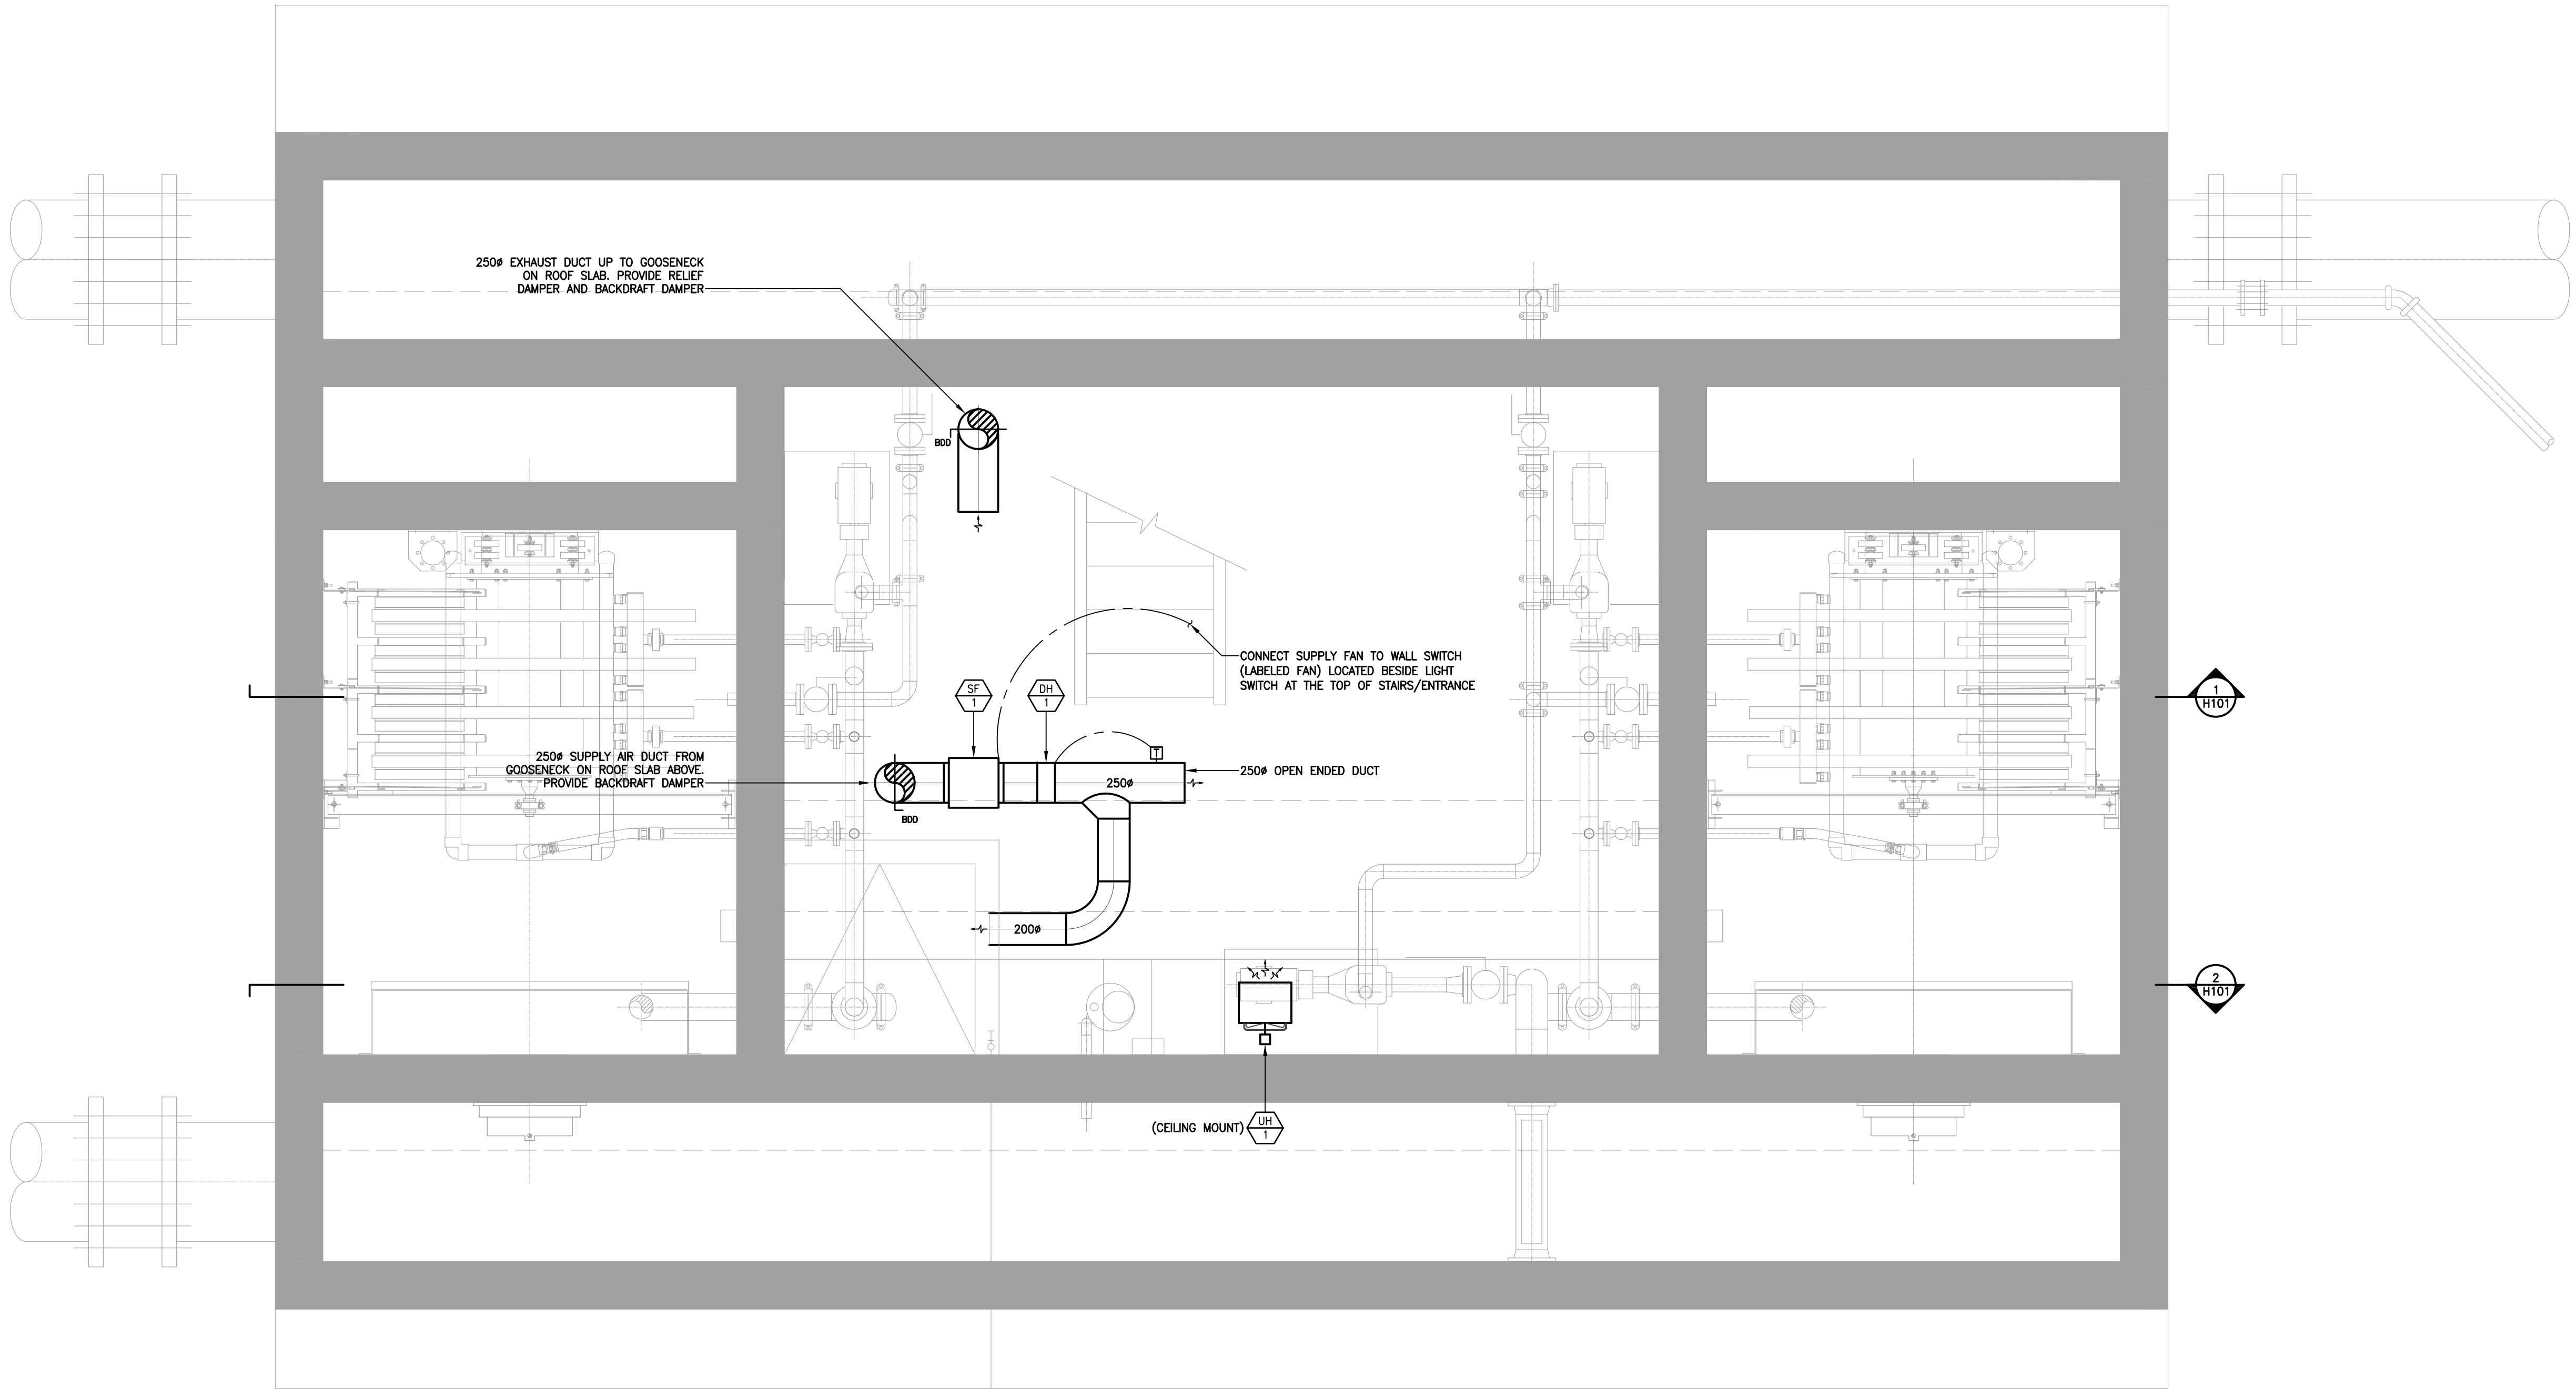 250ø EXHAUST DUCT UP TO GOOSENECK
ON ROOF SLAB. PROVIDE RELIEF
DAMPER AND BACKDRAFT DAMPER
BDD
CONNECT SUPPLY FAN TO WALL SWITCH
(LABELED FAN) LOCATED BESIDE LIGHT
SWITCH AT THE TOP OF STAIRS/ENTRANCE
SF
1
DH
1
1
H101
250ø SUPPLY AIR DUCT FROM
GOOSENECK ON ROOF SLAB ABOVE.
PROVIDE BACKDRAFT DAMPER
T
250ø
250ø OPEN ENDED DUCT
BDD
200ø
2
H101
(CEILING MOUNT)
UH
1